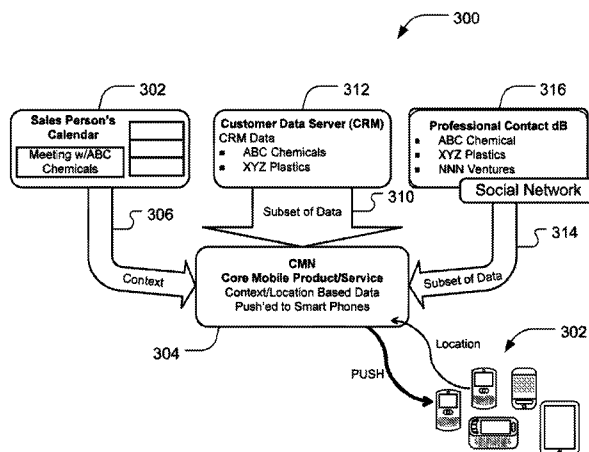 300
302
312
316
Sales Person's
Calendar
Meeting w/ABC
Chemicals
Customer Data Server (CRM)
CRM Data
▪ ABC Chemicals
▪ XYZ Plastics
Professional Contact dB
▪ ABC Chemical
▪ XYZ Plastics
▪ NNN Ventures
Social Network
306
Subset of Data
310
314
Context
Subset of Data
CMN
Core Mobile Product/Service
Context/Location Based Data
Push'ed to Smart Phones
304
Location
302
PUSH